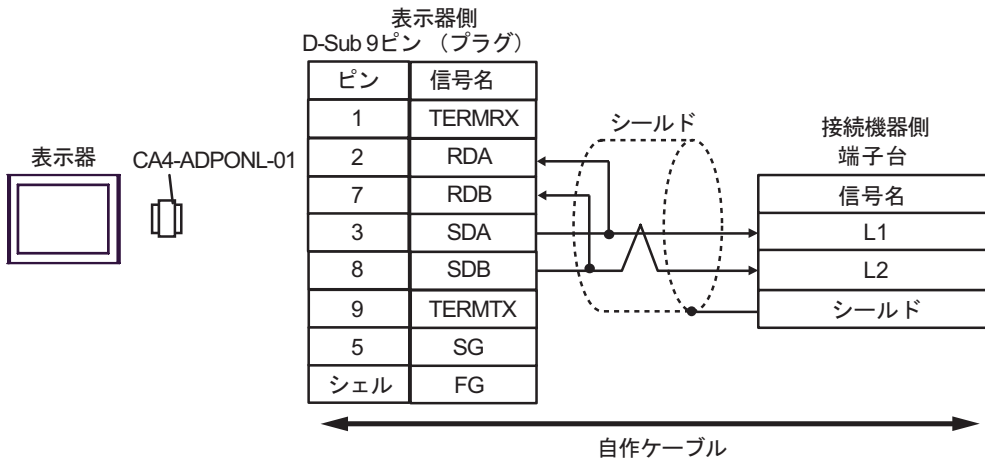 表示器側
D-Sub 9ピン （プラグ）
表示器
CA4-ADPONL-01
ピン 信号名
1 TERMRX
2 RDA
7 RDB
3 SDA
8 SDB
9 TERMTX
5 SG
シェル FG
シールド
接続機器側
端子台
信号名
L1
L2
シールド
自作ケーブル